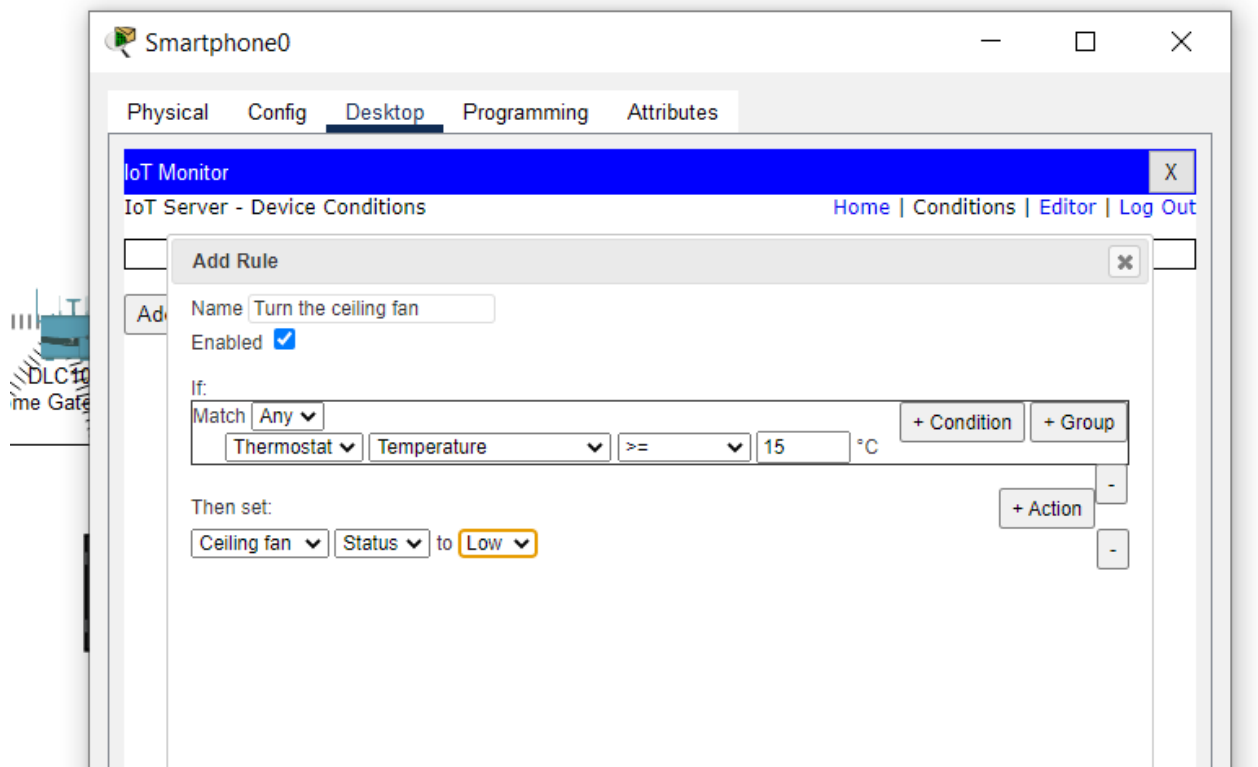 Smartphone0
Physical Config Desktop Programming Attributes
IoT Monitor X
IoT Server - Device Conditions Home | Conditions | Editor | Log Out
Add Rule
Name Turn the ceiling fan
Enabled
If:
Match Any + Condition + Group
Thermostat Temperature >= 15 °C
-
Then set: + Action
Ceiling fan Status to Low -